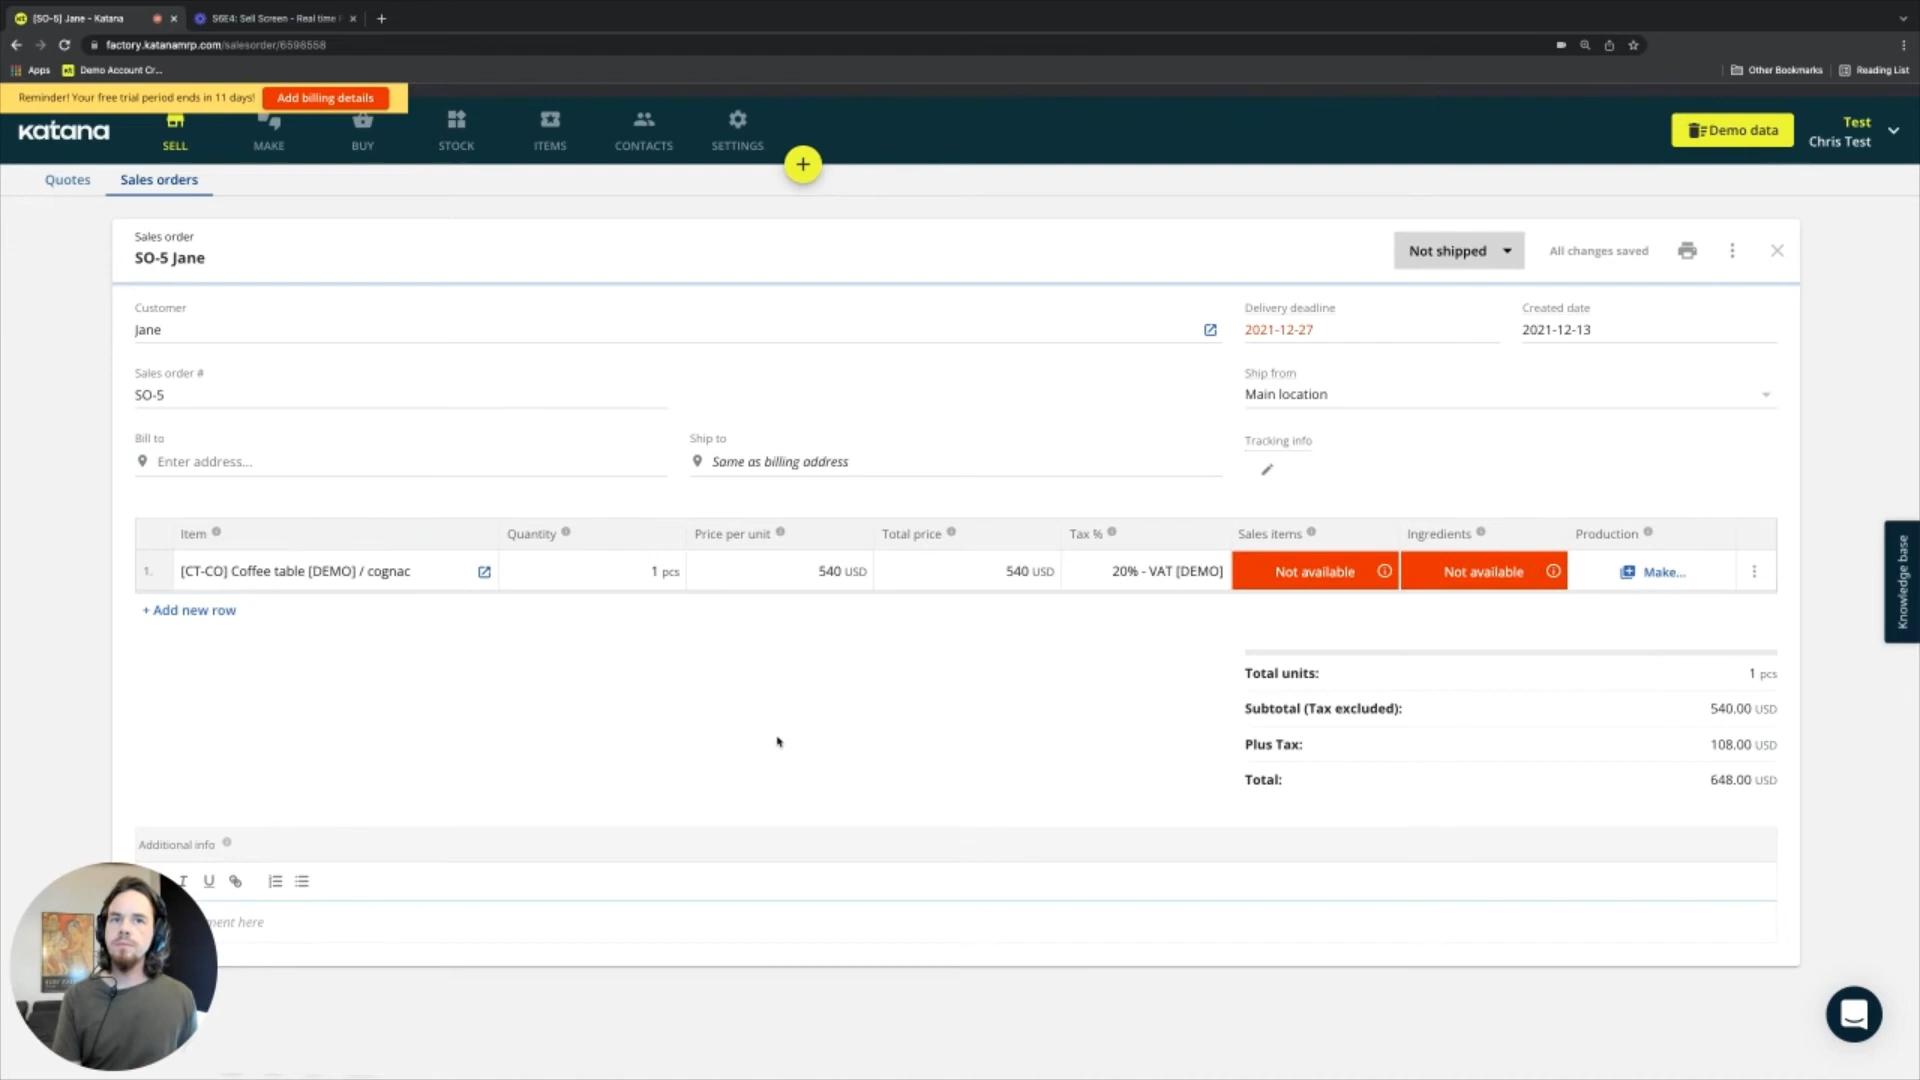 [SO-5] Jane - Katana
S6E4: Sell Screen - Real time
factory.katanamrp.com/salesorder/6598558
Apps
Demo Account Cr...
Other Bookmarks
Reading List
Reminder! Your free trial period ends in 11 days!
Add billing details
katana
SELL
MAKE
BUY
STOCK
ITEMS
CONTACTS
SETTINGS
+
Demo data
Test
Chris Test
Quotes
Sales orders
Sales order
SO-5 Jane
Not shipped
All changes saved
Customer
Jane
Delivery deadline
2021-12-27
Created date
2021-12-13
Sales order #
SO-5
Ship from
Main location
Bill to
Enter address...
Ship to
Same as billing address
Tracking info
Item
Quantity
Price per unit
Total price
Tax %
Sales items
Ingredients
Production
1.
[CT-CO] Coffee table [DEMO] / cognac
1 pcs
540 USD
540 USD
20% - VAT [DEMO]
Not available
Not available
Make...
+ Add new row
Total units:
1 pcs
Subtotal (Tax excluded):
540.00 USD
Plus Tax:
108.00 USD
Total:
648.00 USD
Knowledge base
Additional info
I U
here